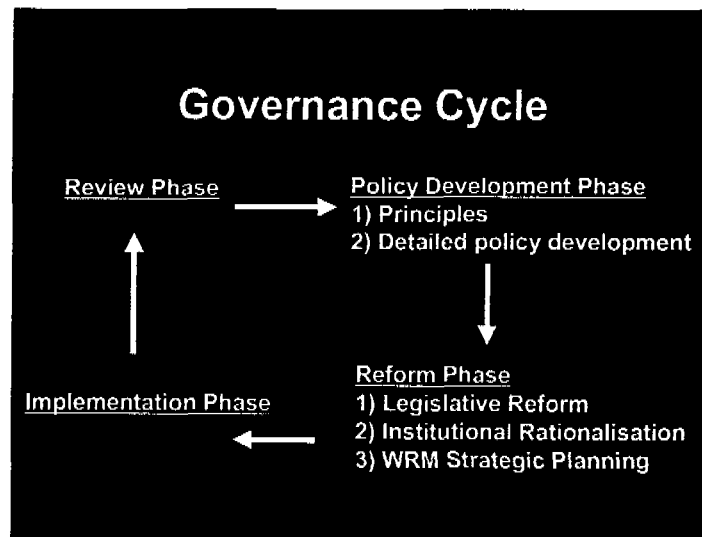 Governance Cycle
Review Phase
Policy Development Phase
1) Principles
2) Detailed policy development
Reform Phase
1) Legislative Reform
2) Institutional Rationalisation
3) WRM Strategic Planning
Implementation Phase